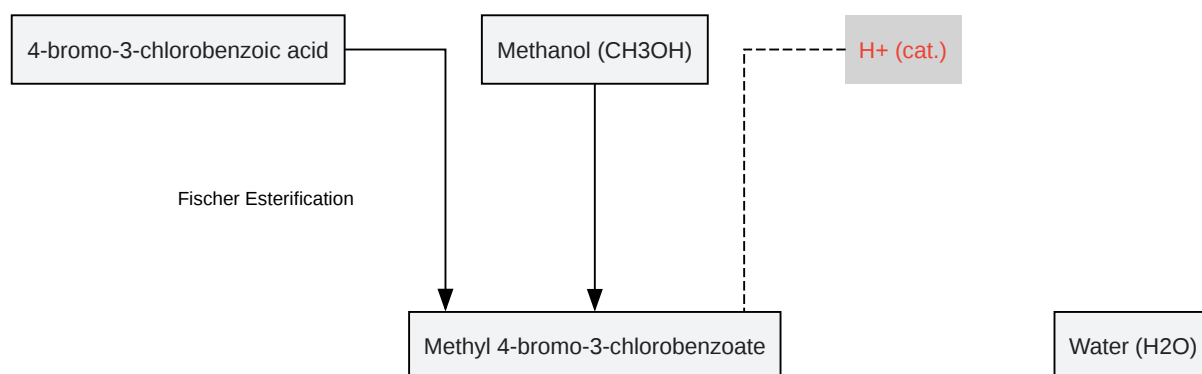 4-bromo-3-chlorobenzoic acid
Methanol (CH3OH)
H+ (cat.)
Fischer Esterification
Methyl 4-bromo-3-chlorobenzoate
Water (H2O)